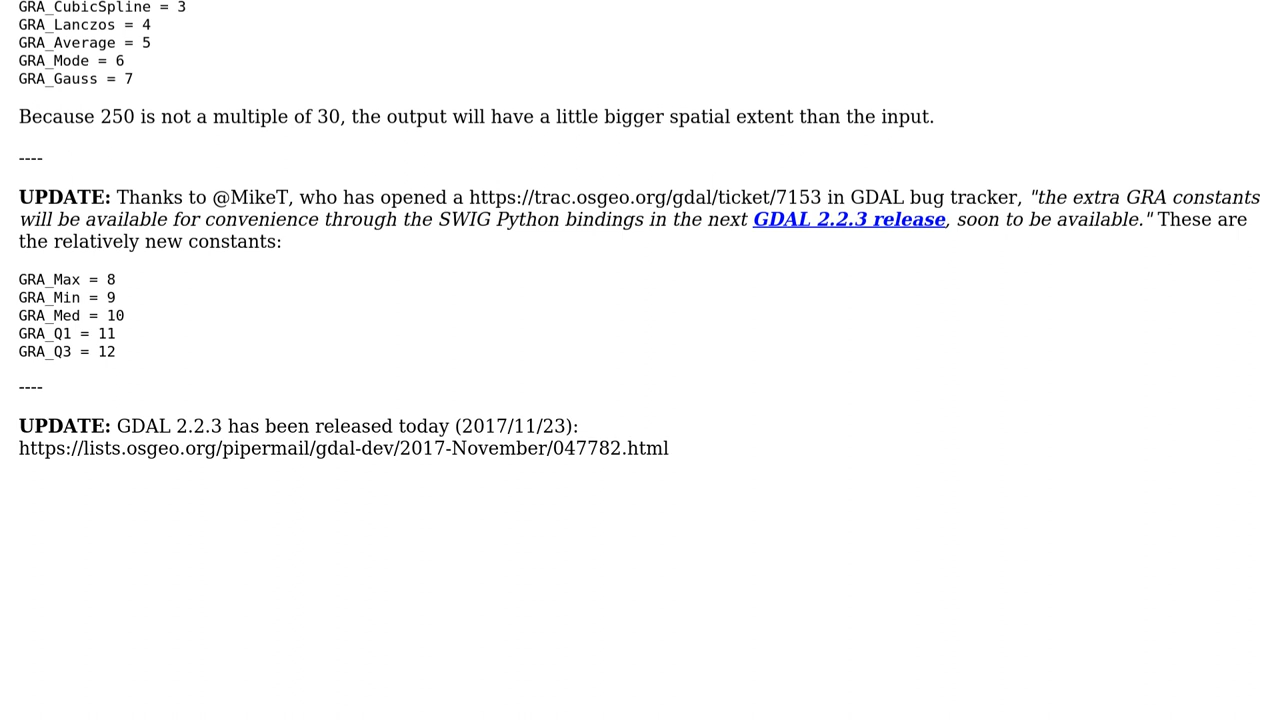 GRA_CubicSpline = 3
GRA_Lanczos = 4
GRA_Average = 5
GRA_Mode = 6
GRA_Gauss = 7
Because 250 is not a multiple of 30, the output will have a little bigger spatial extent than the input.
----
UPDATE: Thanks to @MikeT, who has opened a https://trac.osgeo.org/gdal/ticket/7153 in GDAL bug tracker, "the extra GRA constants
will be available for convenience through the SWIG Python bindings in the next GDAL 2.2.3 release, soon to be available." These are
the relatively new constants:
GRA_Max = 8
GRA_Min = 9
GRA_Med = 10
GRA_Q1 = 11
GRA_Q3 = 12
----
UPDATE: GDAL 2.2.3 has been released today (2017/11/23):
https://lists.osgeo.org/pipermail/gdal-dev/2017-November/047782.html